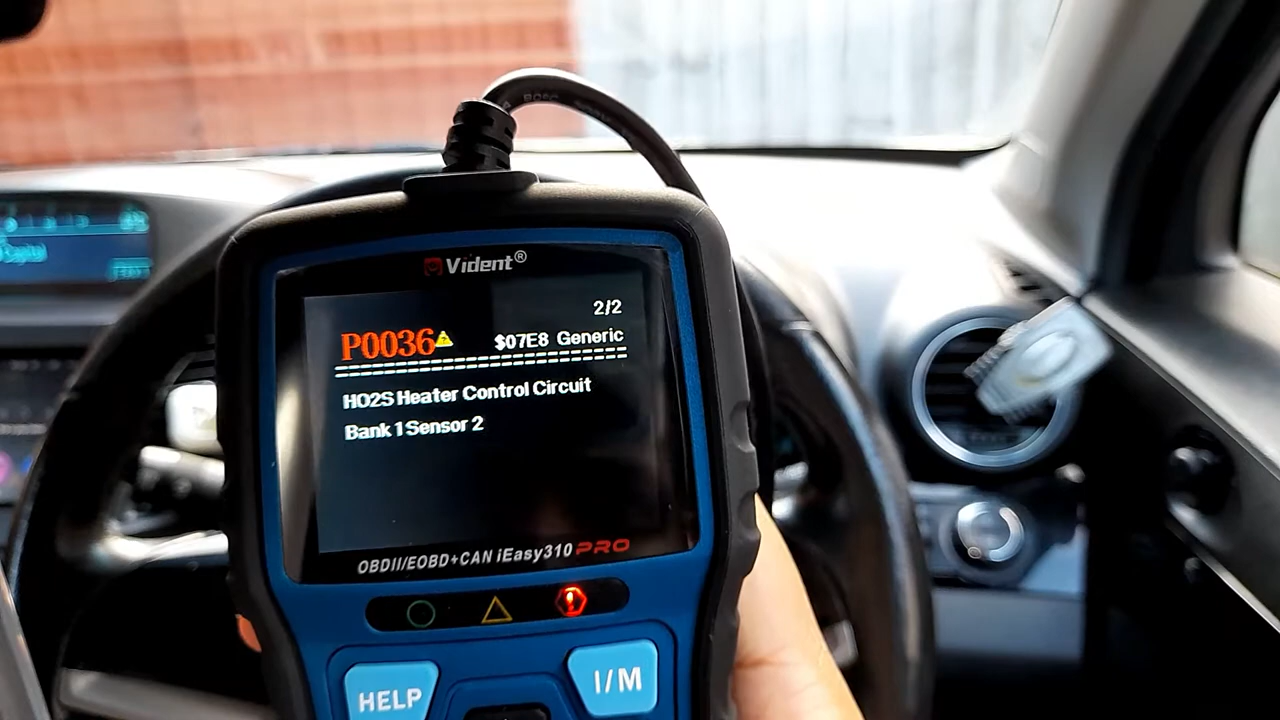 Vident®
2/2
P0036 $07E8 Generic
HO2S Heater Control Circuit
Bank 1 Sensor 2
OBDII/EOBD+CAN iEasy310 PRO
HELP
I/M